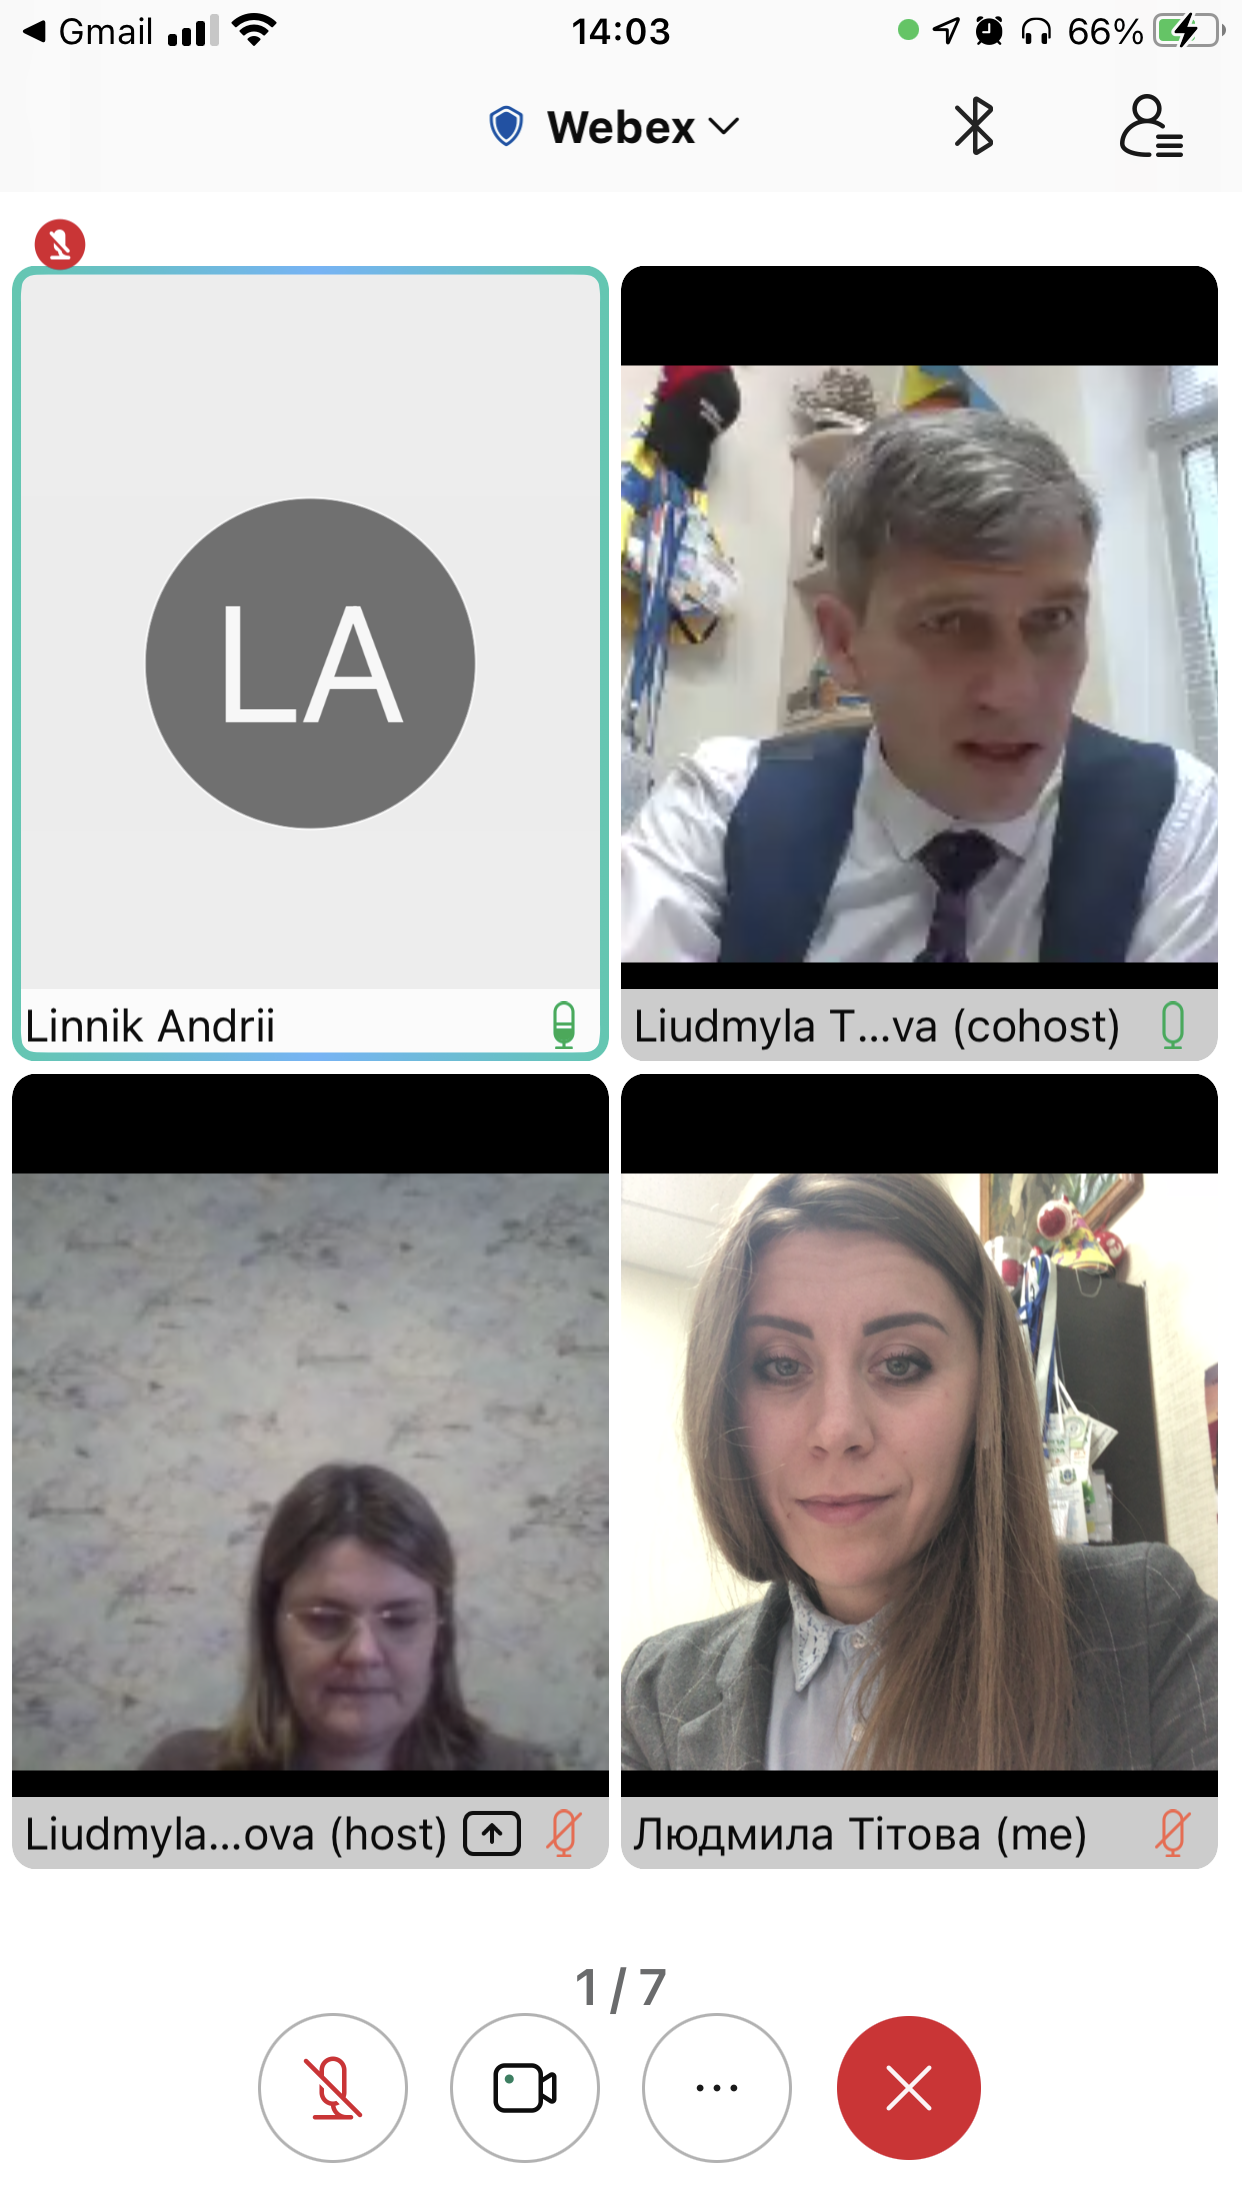 Gmail 14:03 66%
Webex
LA
Linnik Andrii
Liudmyla T...va (cohost)
Liudmyla...ova (host)
Людмила Тітова (me)
1 / 7